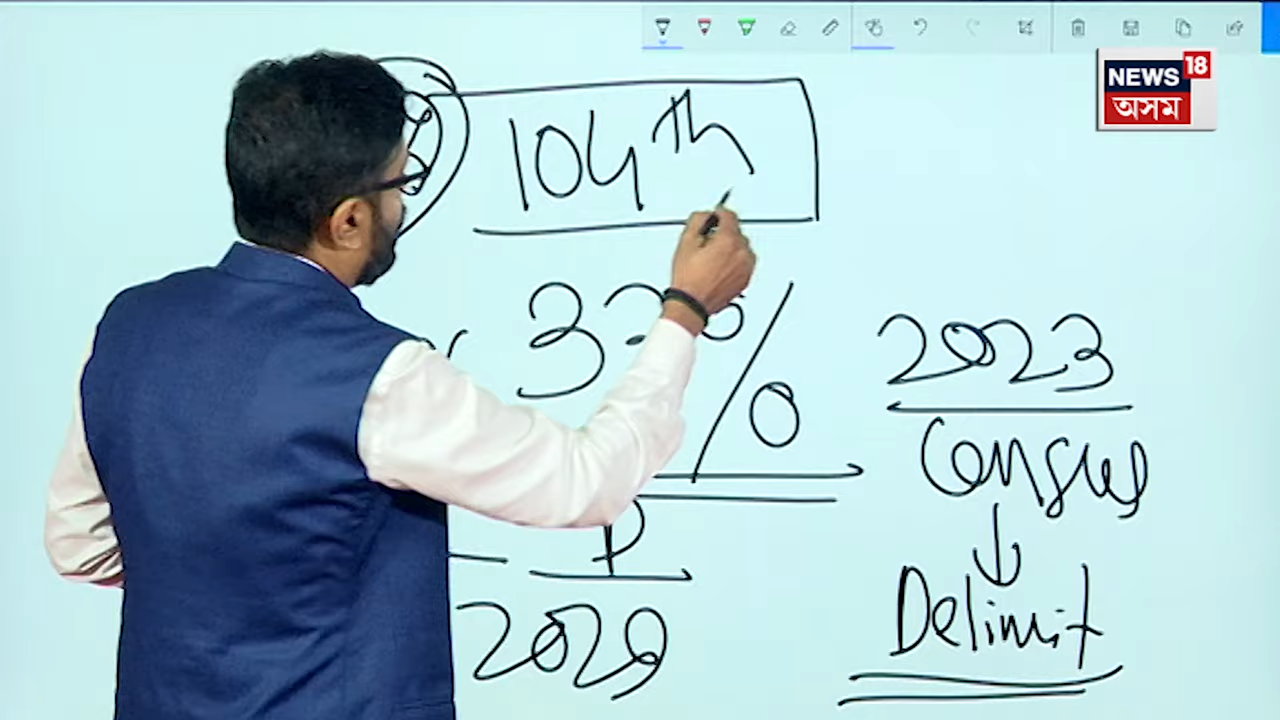 NEWS 18
অসম
104th
33%
2023
Census
Delimit
2029